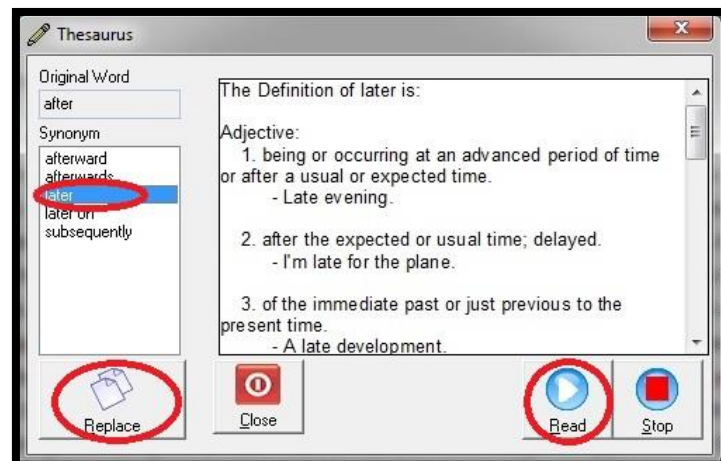 Thesaurus
x
Original Word
after
Synonym
afterward
afterwards
later
later on
subsequently
The Definition of later is:
Adjective:
1. being or occurring at an advanced period of time
or after a usual or expected time.
- Late evening.
2. after the expected or usual time; delayed.
- I'm late for the plane.
3. of the immediate past or just previous to the
present time.
- A late development.
Replace
Close
Read
Stop